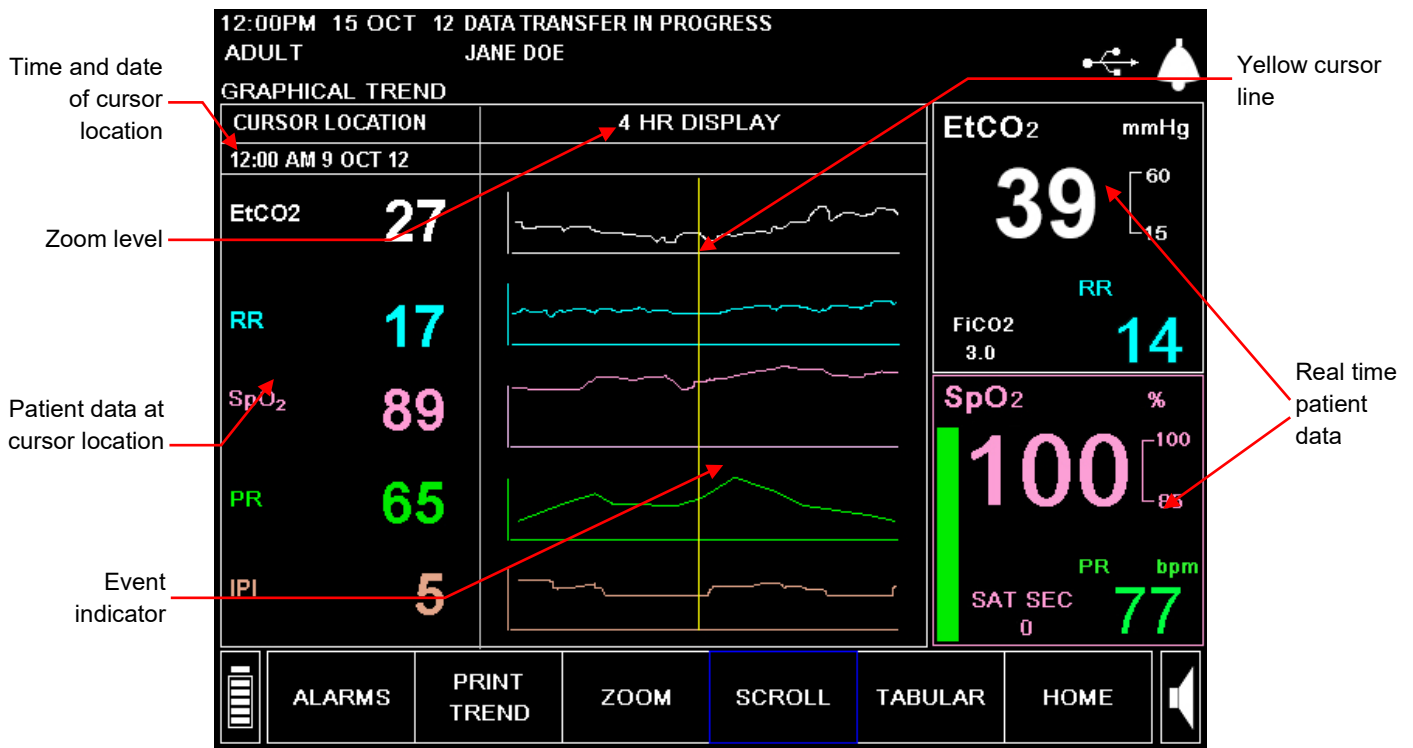 12:00PM 15 OCT 12 DATA TRANSFER IN PROGRESS
ADULT JANE DOE
GRAPHICAL TREND
CURSOR LOCATION 4 HR DISPLAY
12:00 AM 9 OCT 12
EtCO2 27
RR 17
SpO₂ 89
PR 65
IPI 5
EtCO2 mmHg
39
60
15
RR
FiCO2
3.0
14
SpO2 %
100
100
85
PR bpm
SAT SEC
0
77
ALARMS
PRINT
TREND
ZOOM
SCROLL
TABULAR
HOME
Time and date
of cursor
location
Zoom level
Patient data at
cursor location
Event
indicator
Yellow cursor
line
Real time
patient
data